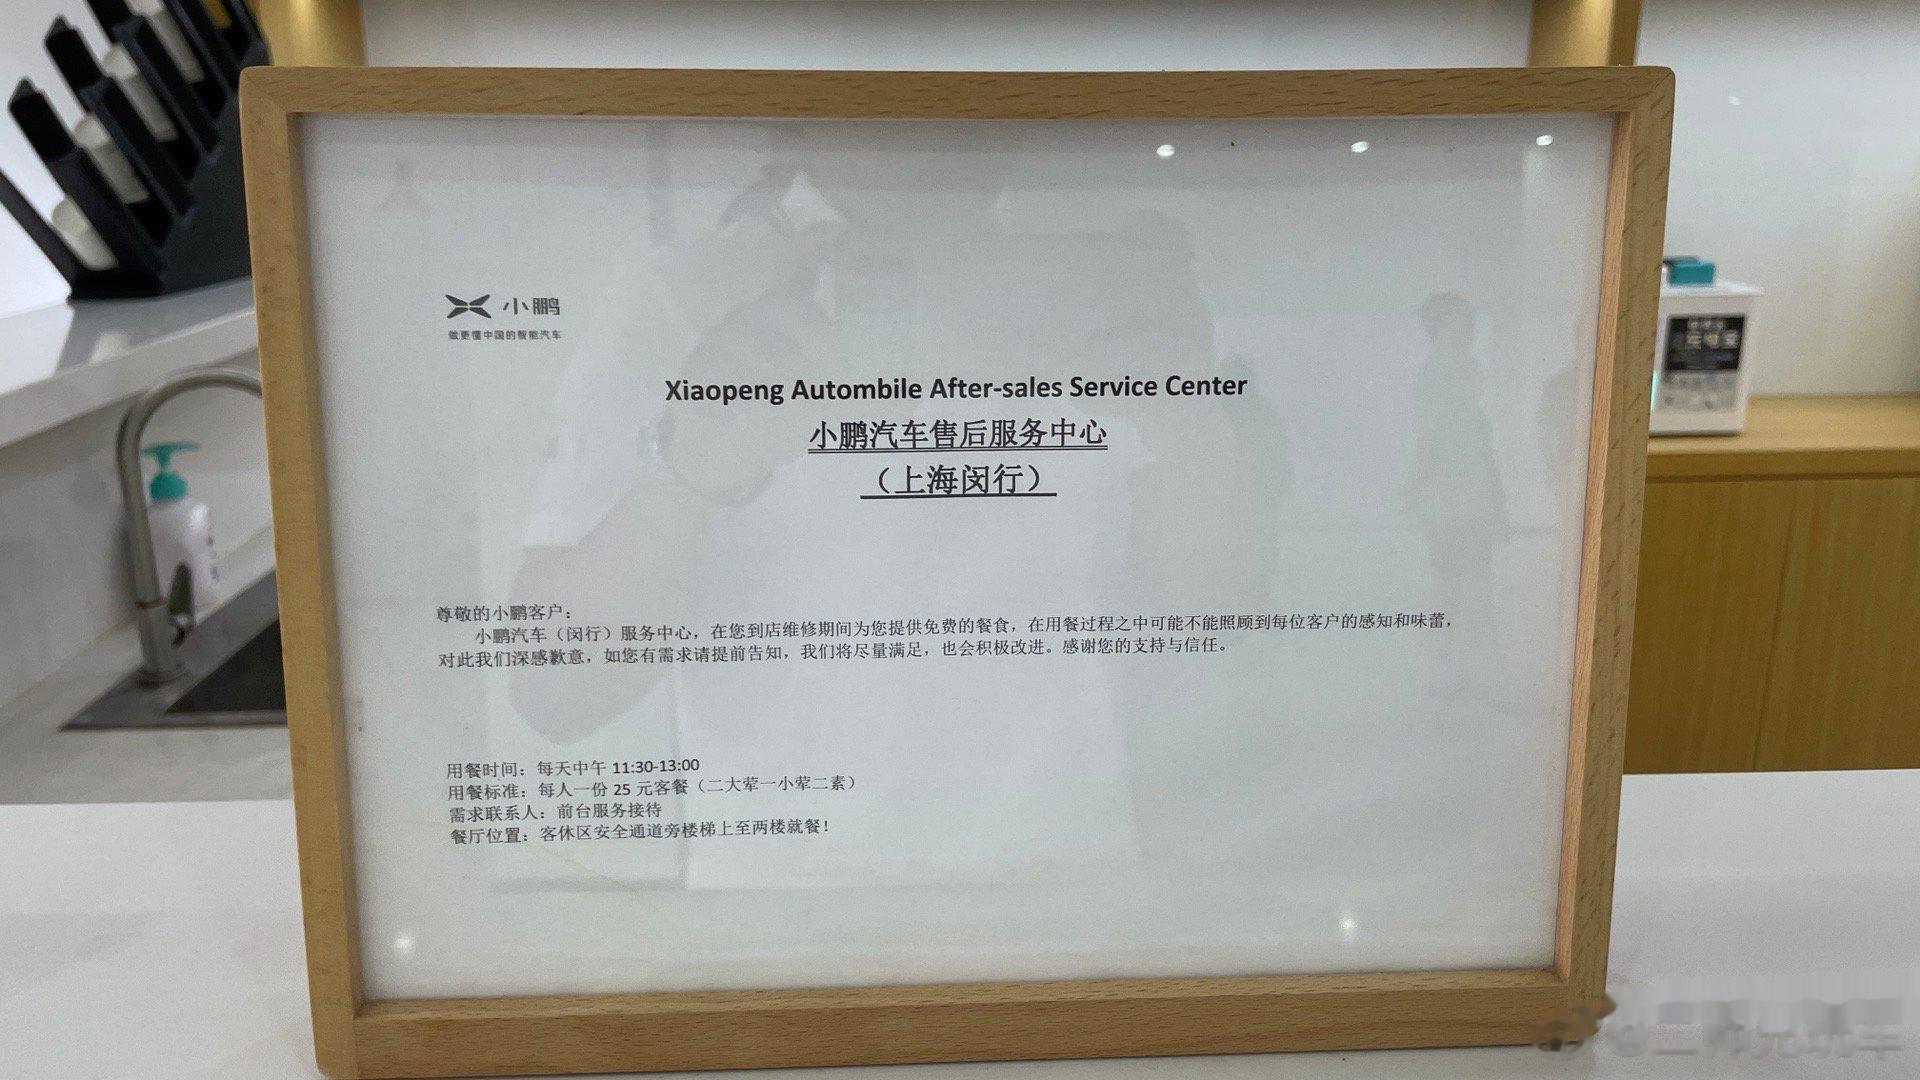 小鹏
做更懂中国的智能汽车
Xiaopeng Autombile After-sales Service Center
小鹏汽车售后服务中心
（上海闵行）
尊敬的小鹏客户：
小鹏汽车（闵行）服务中心，在您到店维修期间为您提供免费的餐食，在用餐过程之中可能不能照顾到每位客户的感知和味蕾，
对此我们深感歉意，如您有需求请提前告知，我们将尽量满足，也会积极改进。感谢您的支持与信任。
用餐时间：每天中午 11:30-13:00
用餐标准：每人一份 25 元客餐（二大荤一小荤二素）
需求联系人：前台服务接待
餐厅位置：客休区安全通道旁楼梯上至两楼就餐！